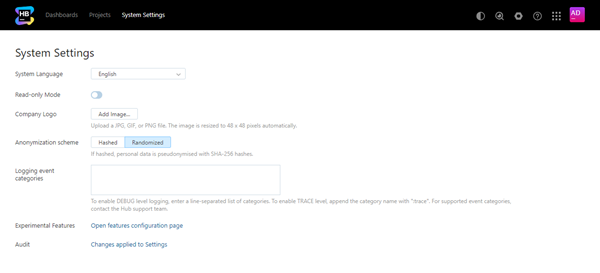 HB
Dashboards Projects System Settings AD
System Settings
System Language English
Read-only Mode
Company Logo Add Image...
Upload a JPG, GIF, or PNG file. The image is resized to 48 x 48 pixels automatically.
Anonymization scheme Hashed Randomized
If hashed, personal data is pseudonymised with SHA-256 hashes.
Logging event
categories
To enable DEBUG level logging, enter a line-separated list of categories. To enable TRACE level, append the category name with ":trace". For supported event categories,
contact the Hub support team.
Experimental Features Open features configuration page
Audit Changes applied to Settings